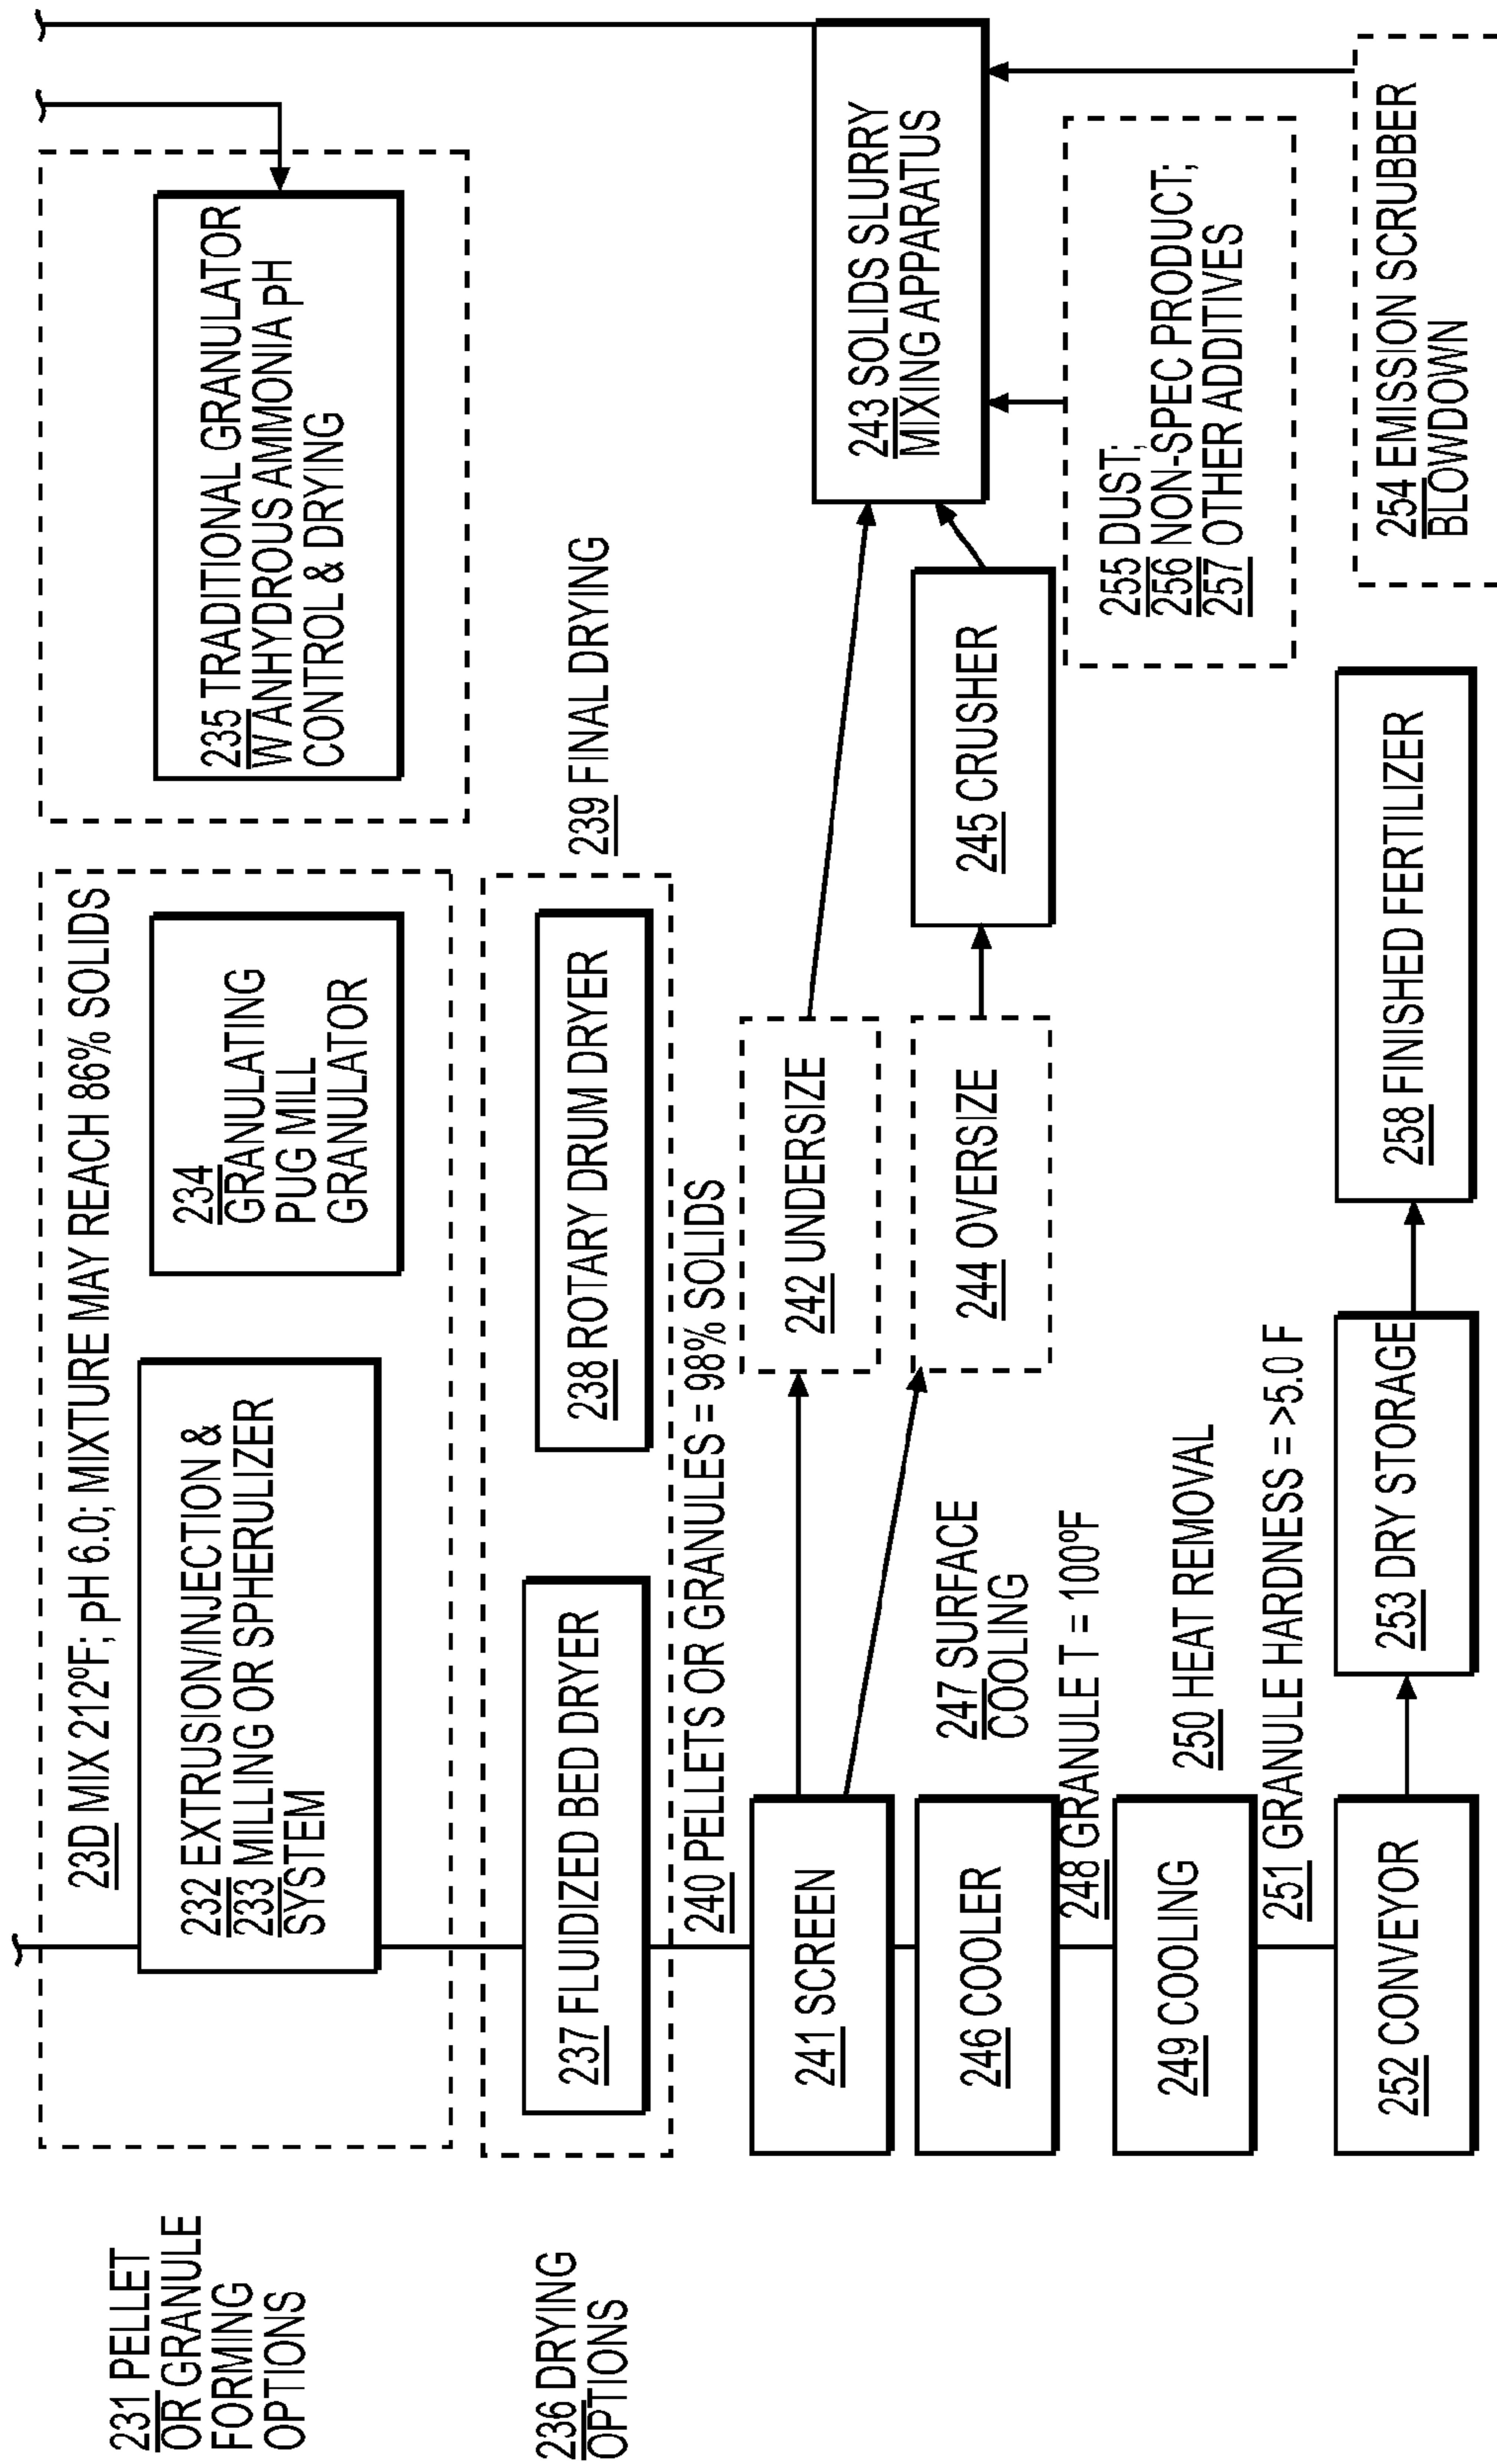 231 PELLET
OR GRANULE
FORMING
OPTIONS
23D MIX 212ºF; pH 6.0; MIXTURE MAY REACH 86% SOLIDS
232 EXTRUSION/INJECTION &
233 MILLING OR SPHERULIZER
SYSTEM
234
GRANULATING
PUG MILL
GRANULATOR
235 TRADITIONAL GRANULATOR
W ANHYDROUS AMMONIA pH
CONTROL & DRYING
236 DRYING
OPTIONS
237 FLUIDIZED BED DRYER
238 ROTARY DRUM DRYER
239 FINAL DRYING
240 PELLETS OR GRANULES = 98% SOLIDS
241 SCREEN
242 UNDERSIZE
243 SOLIDS SLURRY
MIXING APPARATUS
244 OVERSIZE
245 CRUSHER
246 COOLER
247 SURFACE
COOLING
248 GRANULE T = 100ºF
249 COOLING
250 HEAT REMOVAL
251 GRANULE HARDNESS = >5.0 F
255 DUST;
256 NON-SPEC PRODUCT;
257 OTHER ADDITIVES
252 CONVEYOR
253 DRY STORAGE
258 FINISHED FERTILIZER
254 EMISSION SCRUBBER
BLOWDOWN